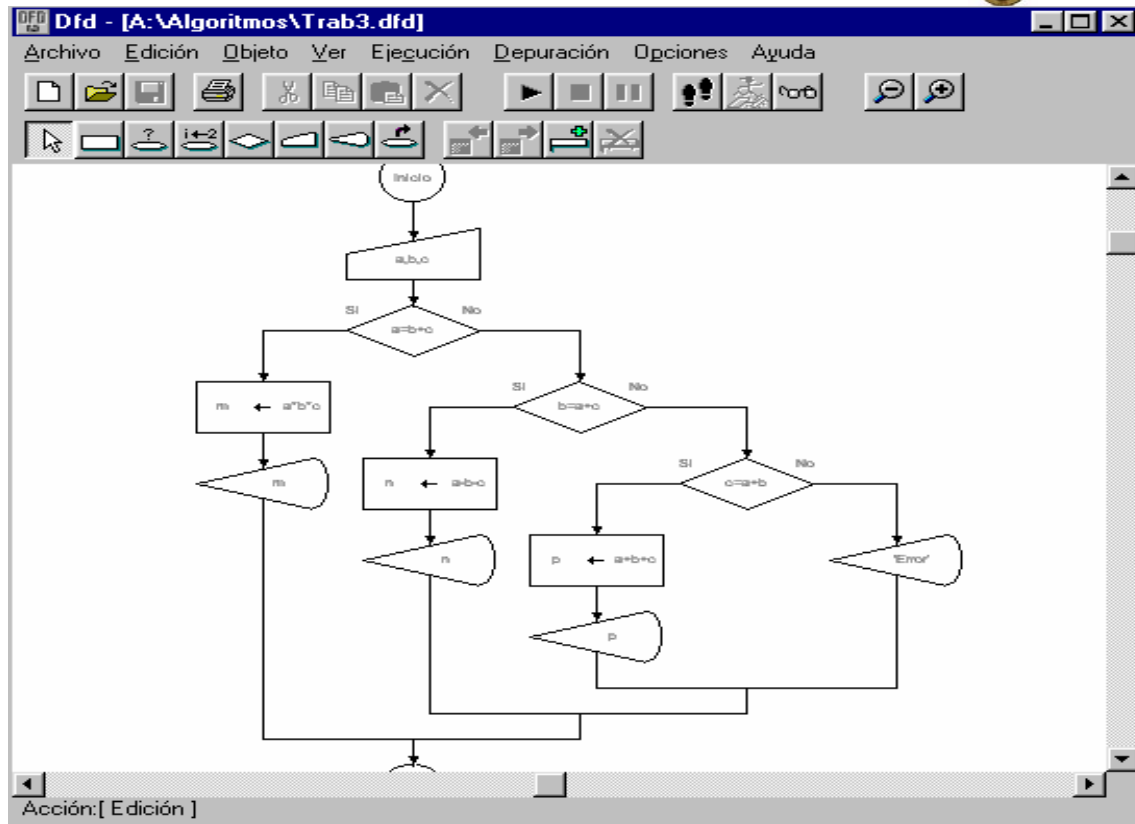 Dfd - [A:\Algoritmos\Trab3.dfd]
Archivo Edición Objeto Ver Ejecución Depuración Opciones Ayuda
Inicio
a,b,c
Si No
a=b+c
m ← a*b*c
Si No
b=a+c
m
n ← a-b-c
Si No
c=a+b
n
p ← a+b+c
'Error'
p
Acción:[ Edición ]